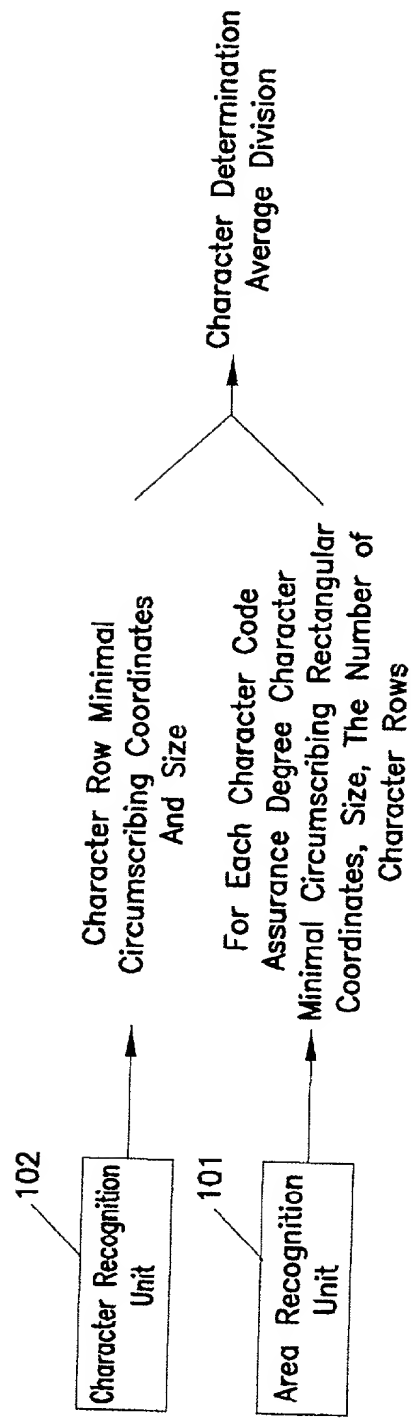 102
Character Recognition
Unit
Character Row Minimal
Circumscribing Coordinates
And Size
101
Area Recognition
Unit
For Each Character Code
Assurance Degree Character
Minimal Circumscribing Rectangular
Coordinates, Size, The Number of
Character Rows
Character Determination
Average Division